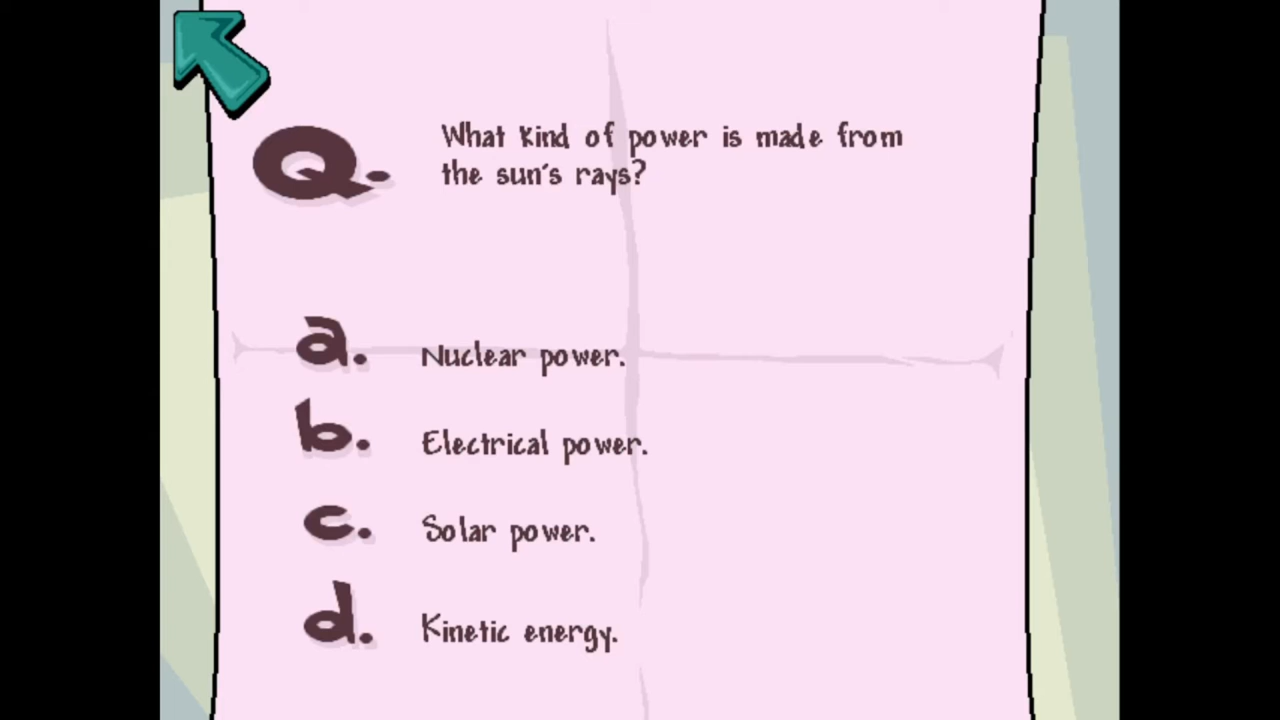 Q. What kind of power is made from
the sun's rays?
a. Nuclear power.
b. Electrical power.
c. Solar power.
d. Kinetic energy.